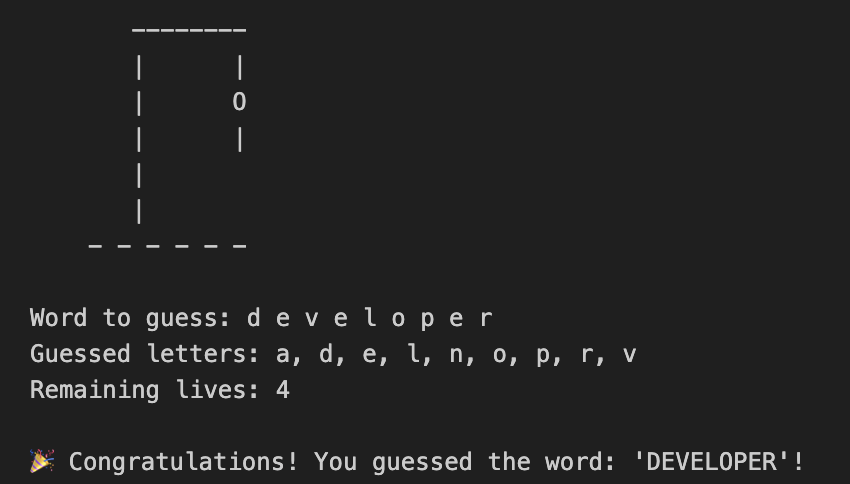 --------
|      |
|      O
|      |
|
|
- - - - - -
Word to guess: d e v e l o p e r
Guessed letters: a, d, e, l, n, o, p, r, v
Remaining lives: 4
🎉 Congratulations! You guessed the word: 'DEVELOPER'!